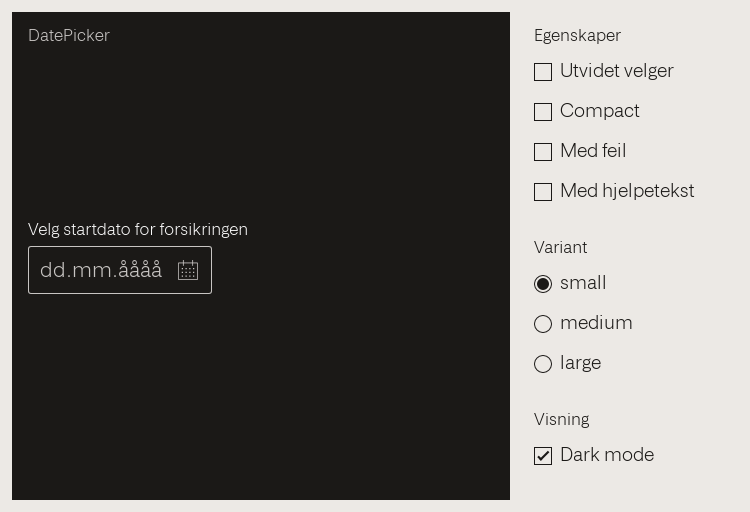 DatePicker
Velg startdato for forsikringen
dd.mm.åååå
Egenskaper
Utvidet velger
Compact
Med feil
Med hjelpetekst
Variant
small
medium
large
Visning
Dark mode